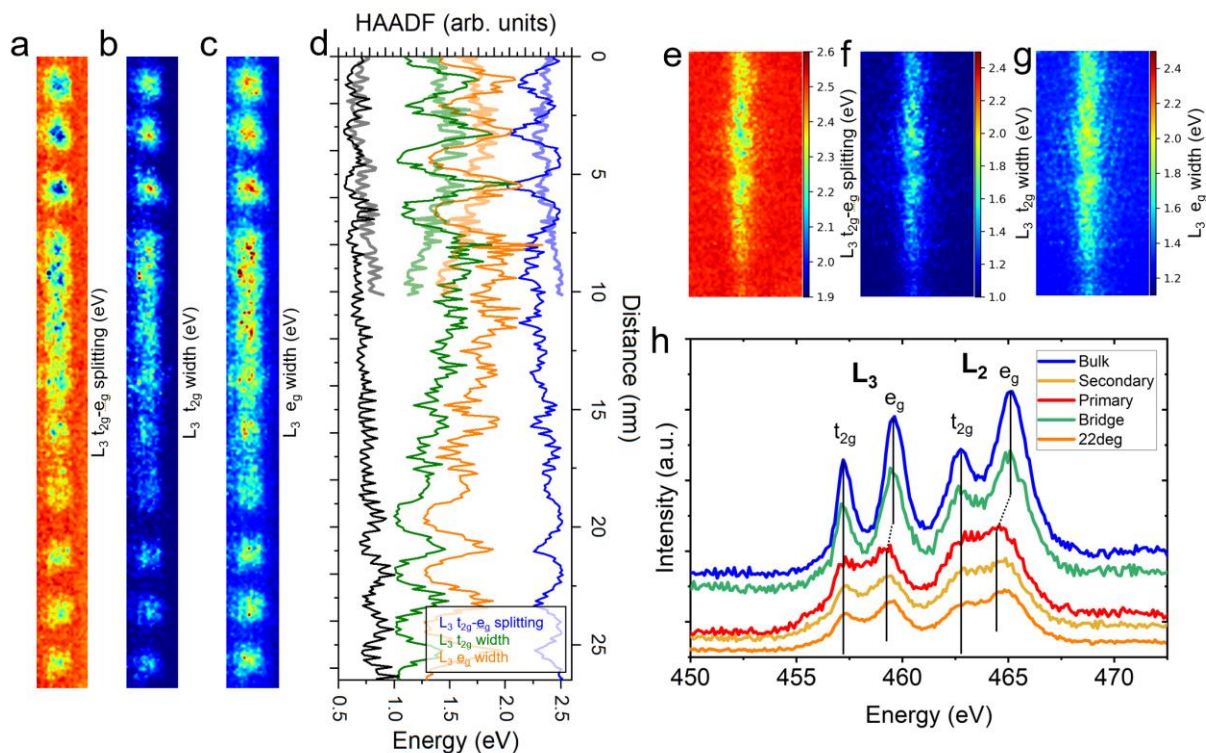 a
b
c
d
HAADF (arb. units)
0
5
10
15
20
25
Distance (nm)
0.5
1.0
1.5
2.0
2.5
Energy (eV)
L3 t2g-eg splitting
L3 t2g width
L3 eg width
L3 t2g-eg splitting (eV)
L3 t2g width (eV)
L3 eg width (eV)
e
2.6
2.5
2.4
2.3
2.2
2.1
2.0
1.9
L3 t2g-eg splitting (eV)
f
2.4
2.2
2.0
1.8
1.6
1.4
1.2
1.0
L3 t2g width (eV)
g
2.4
2.2
2.0
1.8
1.6
1.4
1.2
L3 eg width (eV)
h
L3
L2
t2g
eg
t2g
eg
Bulk
Secondary
Primary
Bridge
22deg
Intensity (a.u.)
450
455
460
465
470
Energy (eV)